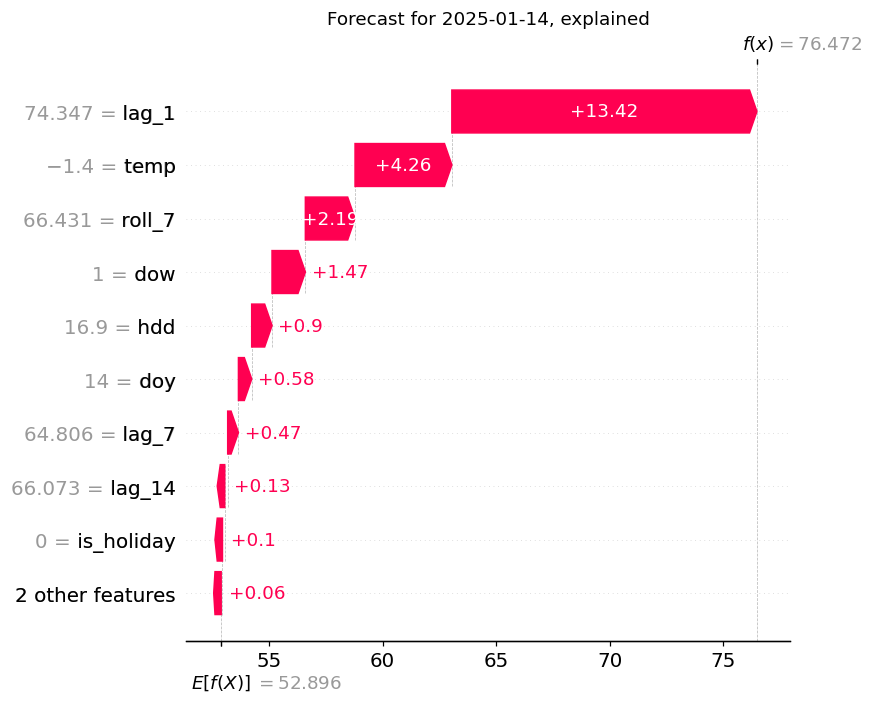 Forecast for 2025-01-14, explained
f(x) = 76.472
74.347 = lag_1
+13.42
−1.4 = temp
+4.26
66.431 = roll_7
+2.19
1 = dow
+1.47
16.9 = hdd
+0.9
14 = doy
+0.58
64.806 = lag_7
+0.47
66.073 = lag_14
+0.13
0 = is_holiday
+0.1
2 other features
+0.06
55 60 65 70 75
E[f(X)] = 52.896